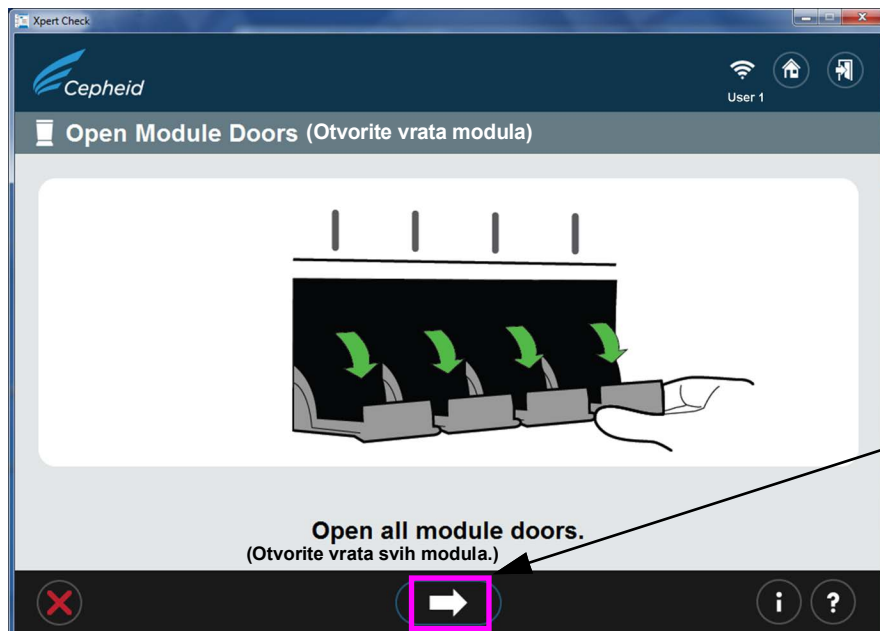 Xpert Check
Cepheid
User 1
Open Module Doors (Otvorite vrata modula)
Open all module doors.
(Otvorite vrata svih modula.)
i ?